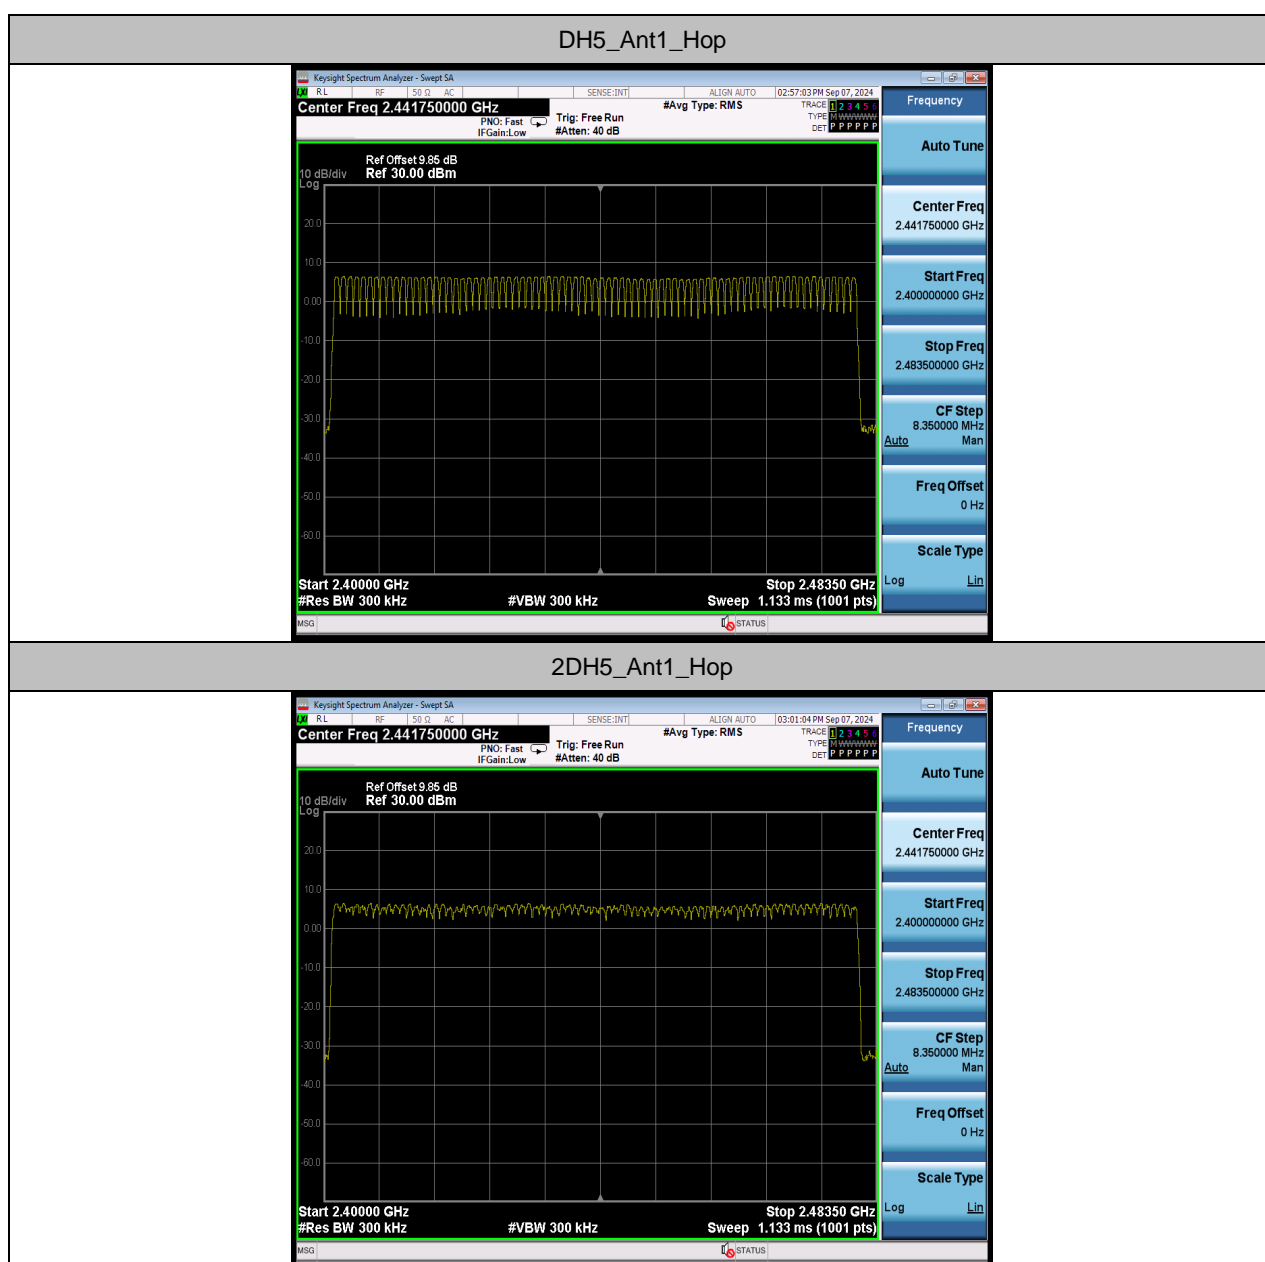 DH5_Ant1_Hop
Keysight Spectrum Analyzer - Swept SA
LXI RL RF 50 Ω AC SENSE:INT ALIGN AUTO 02:57:03 PM Sep 07, 2024
Center Freq 2.441750000 GHz #Avg Type: RMS TRACE 1 2 3 4 5 6
PNO: Fast Trig: Free Run TYPE M W W W W W
IFGain:Low #Atten: 40 dB DET P P P P P P
Ref Offset 9.85 dB
10 dB/div Ref 30.00 dBm
Log
20.0
10.0
0.00
-10.0
-20.0
-30.0
-40.0
-50.0
-60.0
Start 2.40000 GHz Stop 2.48350 GHz
#Res BW 300 kHz #VBW 300 kHz Sweep 1.133 ms (1001 pts)
MSG STATUS
Frequency
Auto Tune
Center Freq
2.441750000 GHz
Start Freq
2.400000000 GHz
Stop Freq
2.483500000 GHz
CF Step
8.350000 MHz
Auto Man
Freq Offset
0 Hz
Scale Type
Log Lin
2DH5_Ant1_Hop
Keysight Spectrum Analyzer - Swept SA
LXI RL RF 50 Ω AC SENSE:INT ALIGN AUTO 03:01:04 PM Sep 07, 2024
Center Freq 2.441750000 GHz #Avg Type: RMS TRACE 1 2 3 4 5 6
PNO: Fast Trig: Free Run TYPE M W W W W W
IFGain:Low #Atten: 40 dB DET P P P P P P
Ref Offset 9.85 dB
10 dB/div Ref 30.00 dBm
Log
20.0
10.0
0.00
-10.0
-20.0
-30.0
-40.0
-50.0
-60.0
Start 2.40000 GHz Stop 2.48350 GHz
#Res BW 300 kHz #VBW 300 kHz Sweep 1.133 ms (1001 pts)
MSG STATUS
Frequency
Auto Tune
Center Freq
2.441750000 GHz
Start Freq
2.400000000 GHz
Stop Freq
2.483500000 GHz
CF Step
8.350000 MHz
Auto Man
Freq Offset
0 Hz
Scale Type
Log Lin